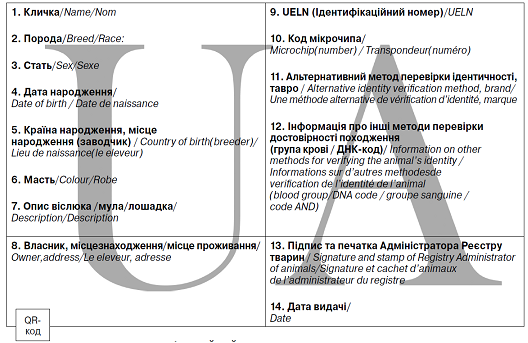 1. Кличка/Name/Nom
2. Порода/Breed/Race:
3. Стать/Sex/Sexe
4. Дата народження/
Date of birth / Date de naissance
5. Країна народження, місце
народження (заводчик) / Country of birth(breeder)/
Lieu de naissance(le eleveur)
6. Масть/Colour/Robe
7. Опис віслюка /мула/лошадка/
Description/Description
8. Власник, місцезнаходження/місце проживання/
Owner,address/Le eleveur, adresse
9. UELN (Ідентифікаційний номер)/UELN
10. Код мікрочипа/
Microchip(number) / Transpondeur(numéro)
11. Альтернативний метод перевірки ідентичності,
тавро / Alternative identity verification method, brand/
Une méthode alternative de vérification d'identité, marque
12. Інформація про інші методи перевірки
достовірності походження
(група крові / ДНК-код)/ Information on other
methods for verifying the animal's identity /
Informations sur d'autres methodesde
verification de l'identité de l'animal
(blood group/DNA code / groupe sanguine /
code AND)
13. Підпис та печатка Адміністратора Реєстру
тварин / Signature and stamp of Registry Administrator
of animals/Signature et cachet d'animaux
de l'administrateur du registre
14. Дата видачі/
Date
QR-
код
UA